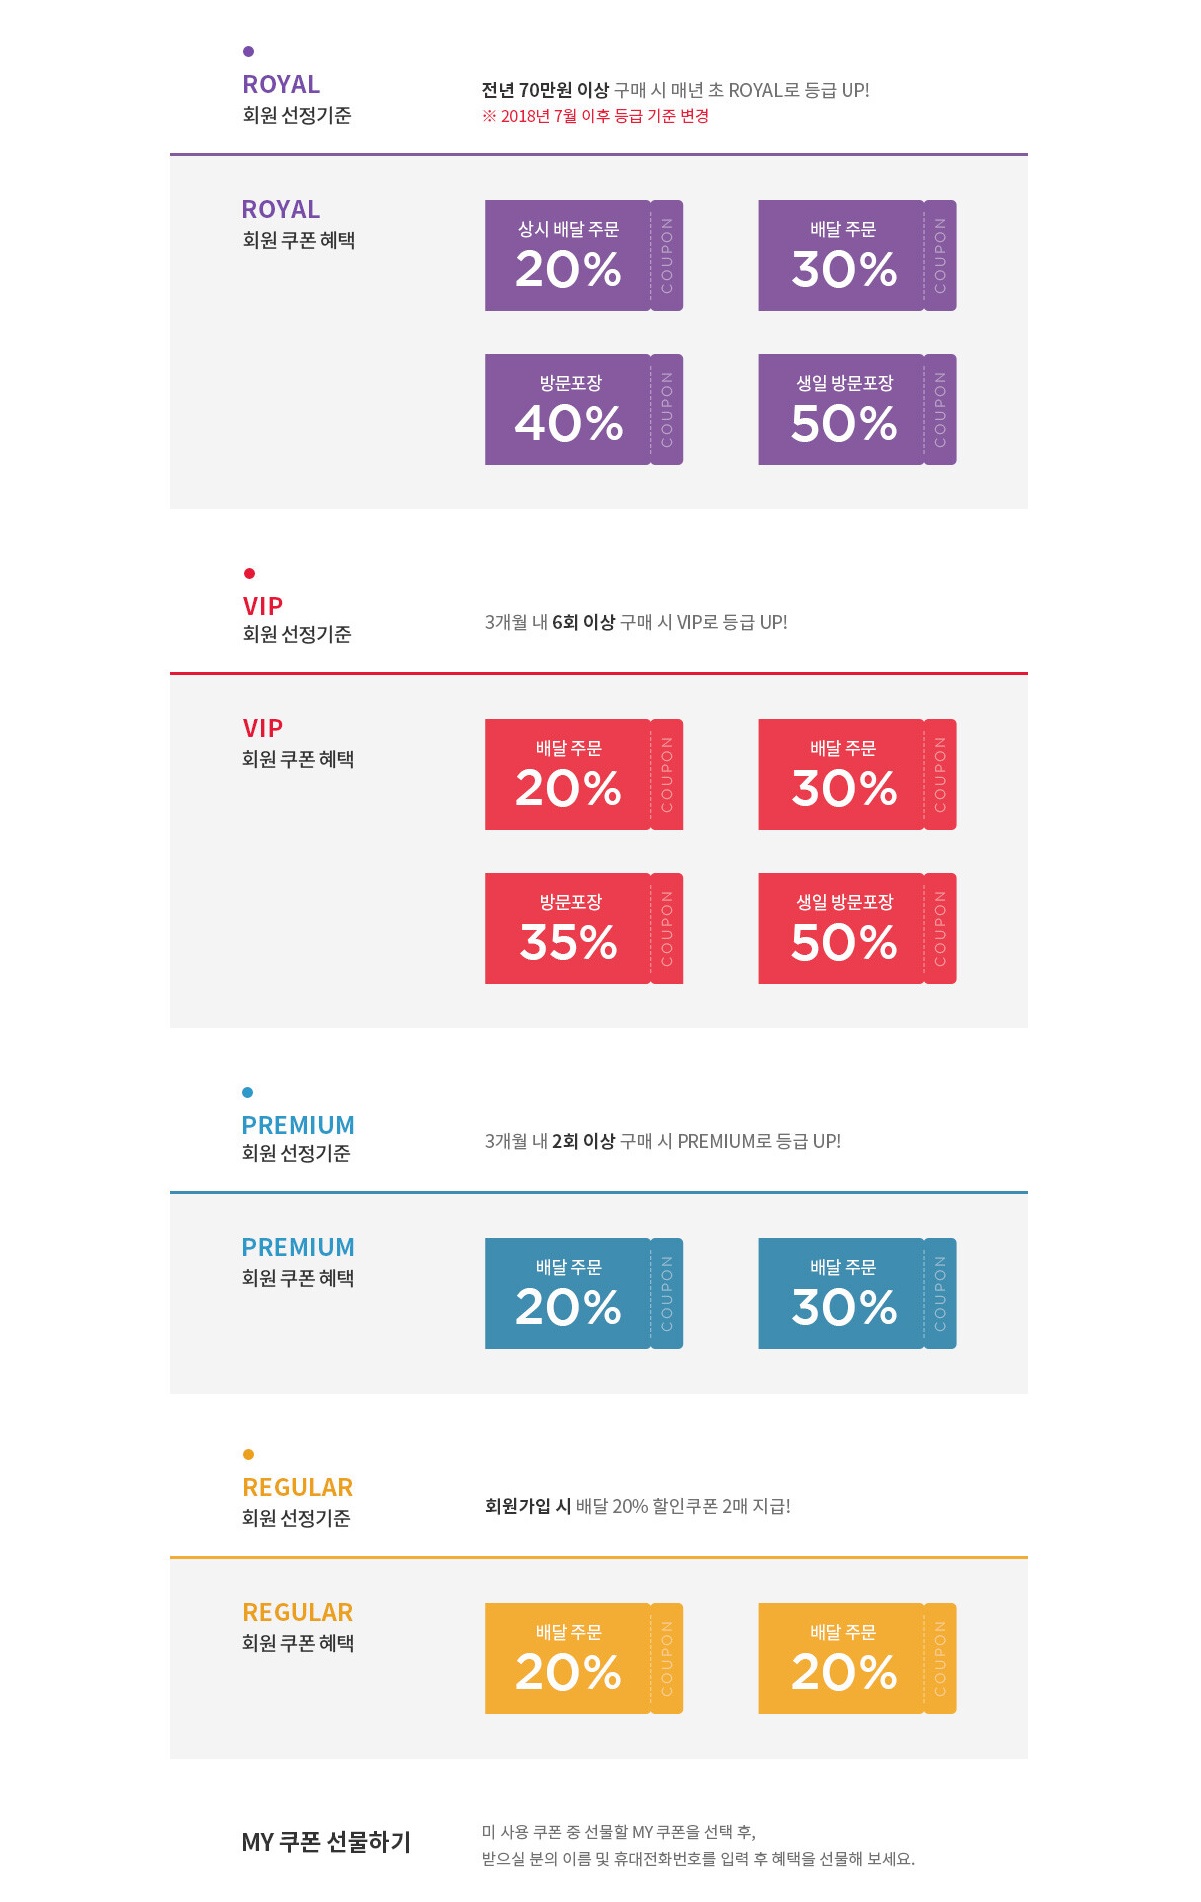 ROYAL
회원 선정기준
전년 70만원 이상 구매 시 매년 초 ROYAL로 등급 UP!
※ 2018년 7월 이후 등급 기준 변경
ROYAL
회원 쿠폰 혜택
상시 배달 주문
20%
COUPON
배달 주문
30%
COUPON
방문포장
40%
COUPON
생일 방문포장
50%
COUPON
VIP
회원 선정기준
3개월 내 6회 이상 구매 시 VIP로 등급 UP!
VIP
회원 쿠폰 혜택
배달 주문
20%
COUPON
배달 주문
30%
COUPON
방문포장
35%
COUPON
생일 방문포장
50%
COUPON
PREMIUM
회원 선정기준
3개월 내 2회 이상 구매 시 PREMIUM로 등급 UP!
PREMIUM
회원 쿠폰 혜택
배달 주문
20%
COUPON
배달 주문
30%
COUPON
REGULAR
회원 선정기준
회원가입 시 배달 20% 할인쿠폰 2매 지급!
REGULAR
회원 쿠폰 혜택
배달 주문
20%
COUPON
배달 주문
20%
COUPON
MY 쿠폰 선물하기
미 사용 쿠폰 중 선물할 MY 쿠폰을 선택 후,
받으실 분의 이름 및 휴대전화번호를 입력 후 혜택을 선물해 보세요.